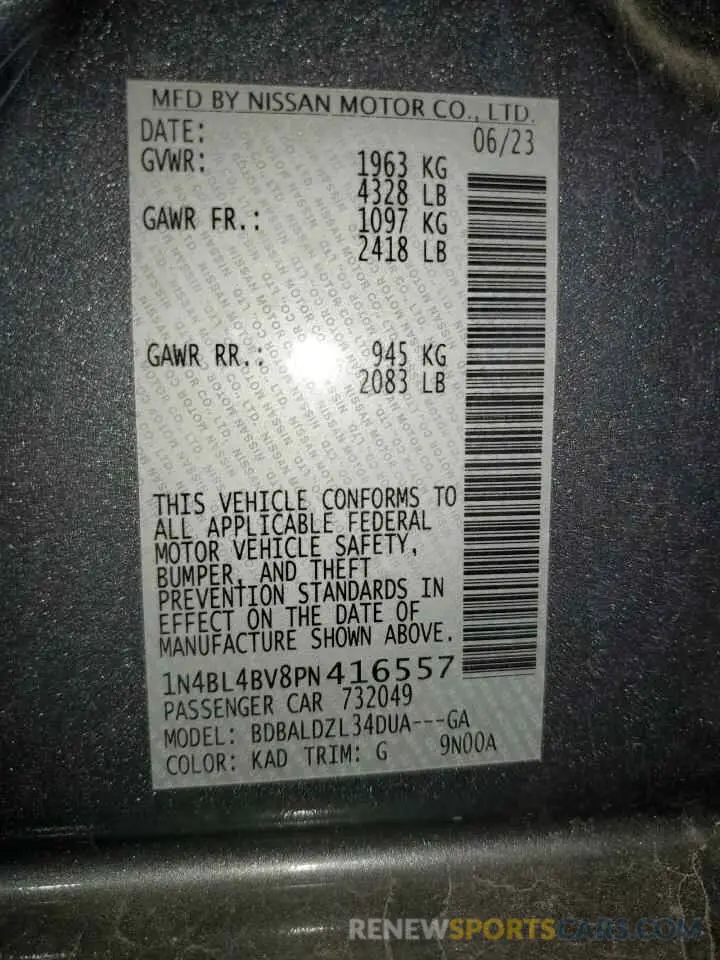 MFD BY NISSAN MOTOR CO., LTD.
DATE: 06/23
GVWR: 1963 KG
4328 LB
GAWR FR.: 1097 KG
2418 LB
GAWR RR.: 945 KG
2083 LB
THIS VEHICLE CONFORMS TO
ALL APPLICABLE FEDERAL
MOTOR VEHICLE SAFETY,
BUMPER, AND THEFT
PREVENTION STANDARDS IN
EFFECT ON THE DATE OF
MANUFACTURE SHOWN ABOVE.
1N4BL4BV8PN416557
PASSENGER CAR 732049
MODEL: BDBALDZL34DUA---GA
COLOR: KAD TRIM: G 9N00A
RENEWSPORTSCARS.COM